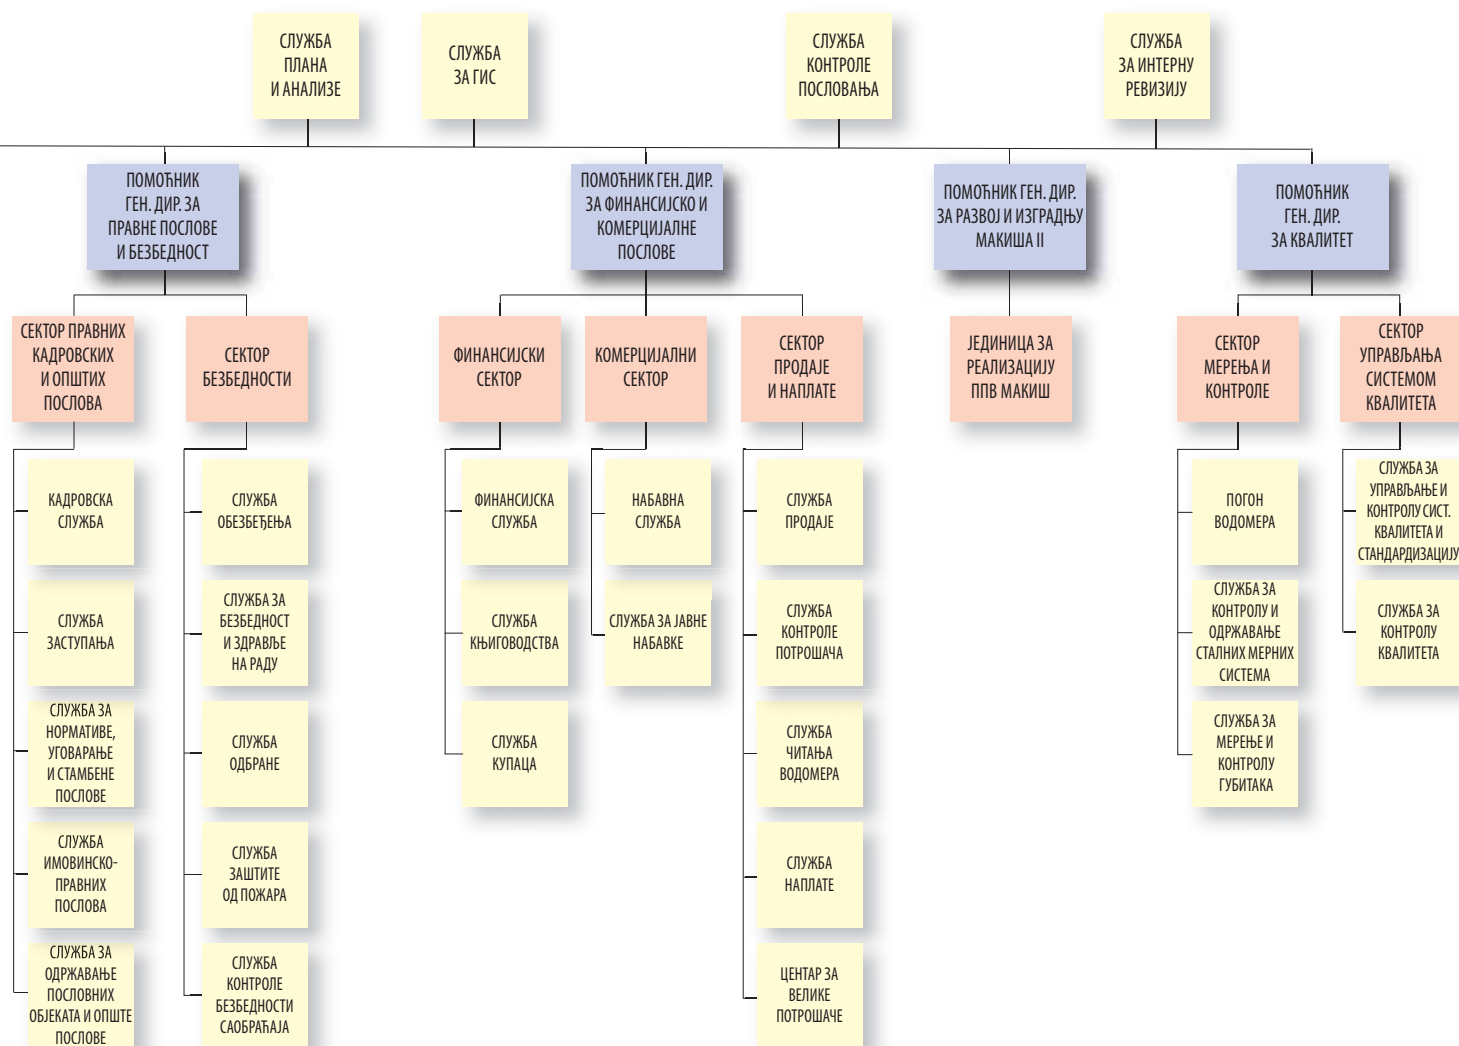 СЛУЖБА
ПЛАНА
И АНАЛИЗЕ
СЛУЖБА
ЗА ГИС
СЛУЖБА
КОНТРОЛЕ
ПОСЛОВАЊА
СЛУЖБА
ЗА ИНТЕРНУ
РЕВИЗИЈУ
ПОМОЋНИК
ГЕН. ДИР. ЗА
ПРАВНЕ ПОСЛОВЕ
И БЕЗБЕДНОСТ
ПОМОЋНИК ГЕН. ДИР.
ЗА ФИНАНСИЈСКО И
КОМЕРЦИЈАЛНЕ
ПОСЛОВЕ
ПОМОЋНИК ГЕН. ДИР.
ЗА РАЗВОЈ И ИЗГРАДЊУ
МАКИША II
ПОМОЋНИК
ГЕН. ДИР.
ЗА КВАЛИТЕТ
СЕКТОР ПРАВНИХ
КАДРОВСКИХ
И ОПШТИХ
ПОСЛОВА
СЕКТОР
БЕЗБЕДНОСТИ
ФИНАНСИЈСКИ
СЕКТОР
КОМЕРЦИЈАЛНИ
СЕКТОР
СЕКТОР
ПРОДАЈЕ
И НАПЛАТЕ
ЈЕДИНИЦА ЗА
РЕАЛИЗАЦИЈУ
ППВ МАКИШ
СЕКТОР
МЕРЕЊА И
КОНТРОЛЕ
СЕКТОР
УПРАВЉАЊА
СИСТЕМОМ
КВАЛИТЕТА
КАДРОВСКА
СЛУЖБА
СЛУЖБА
ОБЕЗБЕЂЕЊА
ФИНАНСИЈСКА
СЛУЖБА
НАБАВНА
СЛУЖБА
СЛУЖБА
ПРОДАЈЕ
ПОГОН
ВОДОМЕРА
СЛУЖБА ЗА
УПРАВЉАЊЕ И
КОНТРОЛУ СИСТ.
КВАЛИТЕТА И
СТАНДАРДИЗАЦИЈУ
СЛУЖБА
ЗАСТУПАЊА
СЛУЖБА ЗА
БЕЗБЕДНОСТ
И ЗДРАВЉЕ
НА РАДУ
СЛУЖБА
КЊИГОВОДСТВА
СЛУЖБА ЗА ЈАВНЕ
НАБАВКЕ
СЛУЖБА
КОНТРОЛЕ
ПОТРОШАЧА
СЛУЖБА ЗА
КОНТРОЛУ И
ОДРЖАВАЊЕ
СТАЛНИХ МЕРНИХ
СИСТЕМА
СЛУЖБА ЗА
КОНТРОЛУ
КВАЛИТЕТА
СЛУЖБА ЗА
НОРМАТИВЕ,
УГОВАРАЊЕ
И СТАМБЕНЕ
ПОСЛОВЕ
СЛУЖБА
ОДБРАНЕ
СЛУЖБА
КУПАЦА
СЛУЖБА
ЧИТАЊА
ВОДОМЕРА
СЛУЖБА ЗА
МЕРЕЊЕ И
КОНТРОЛУ
ГУБИТАКА
СЛУЖБА
ИМОВИНСКО-
ПРАВНИХ
ПОСЛОВА
СЛУЖБА
ЗАШТИТЕ
ОД ПОЖАРА
СЛУЖБА
НАПЛАТЕ
СЛУЖБА ЗА
ОДРЖАВАЊЕ
ПОСЛОВНИХ
ОБЈЕКАТА И ОПШТЕ
ПОСЛОВЕ
СЛУЖБА
КОНТРОЛЕ
БЕЗБЕДНОСТИ
САОБРАЋАЈА
ЦЕНТАР ЗА
ВЕЛИКЕ
ПОТРОШАЧЕ